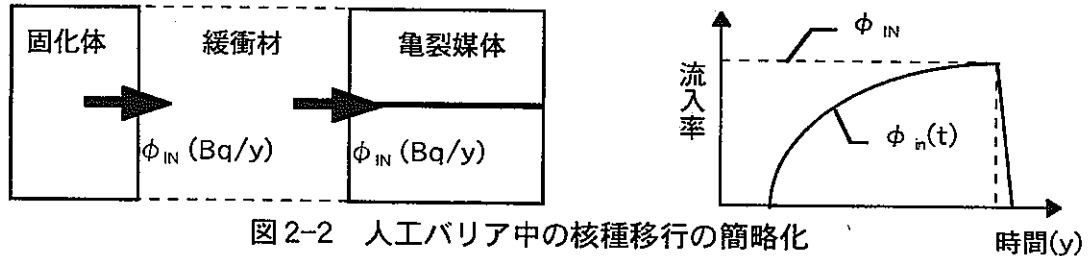 固化体
緩衝材
亀裂媒体
φIN (Bq/y)
φIN (Bq/y)
流入率
φIN
φin(t)
時間(y)
図2-2 人工バリア中の核種移行の簡略化